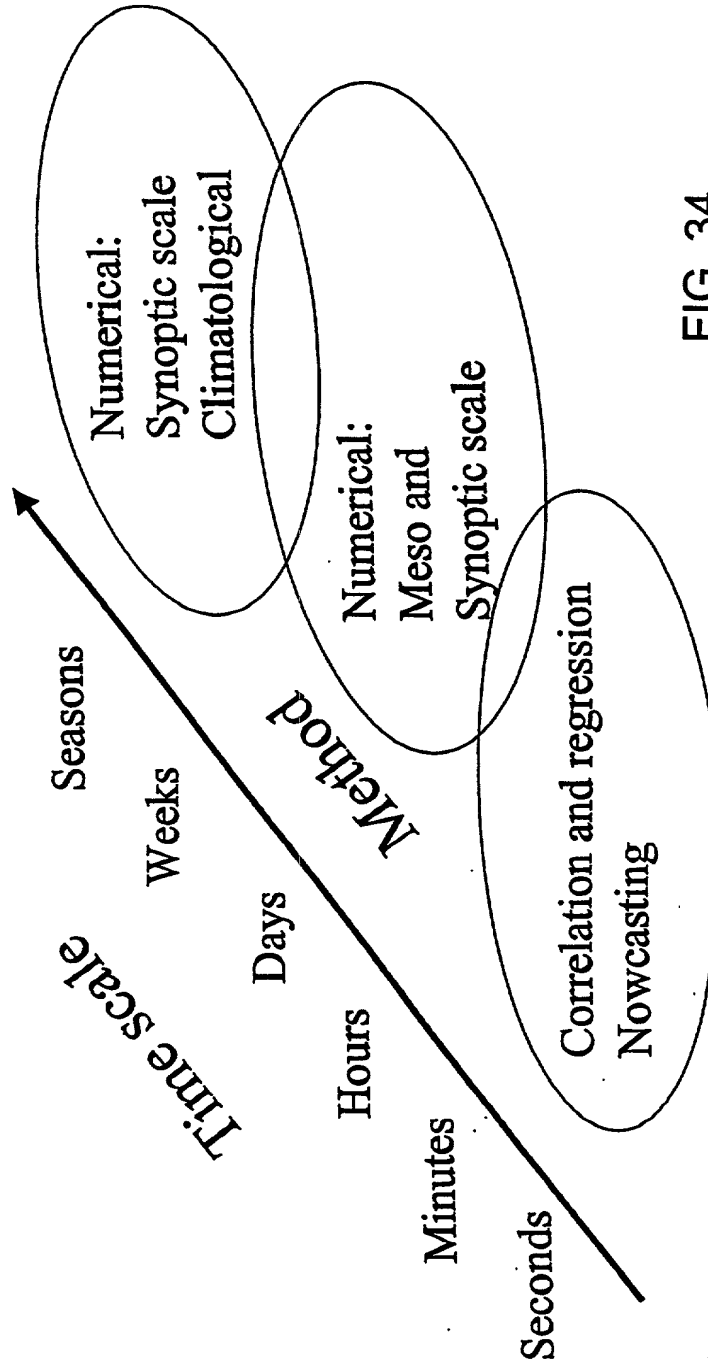 Time scale
Seconds
Minutes
Hours
Days
Weeks
Seasons
Method
Numerical:
Synoptic scale
Climatological
Numerical:
Meso and
Synoptic scale
Correlation and regression
Nowcasting
FIG. 34